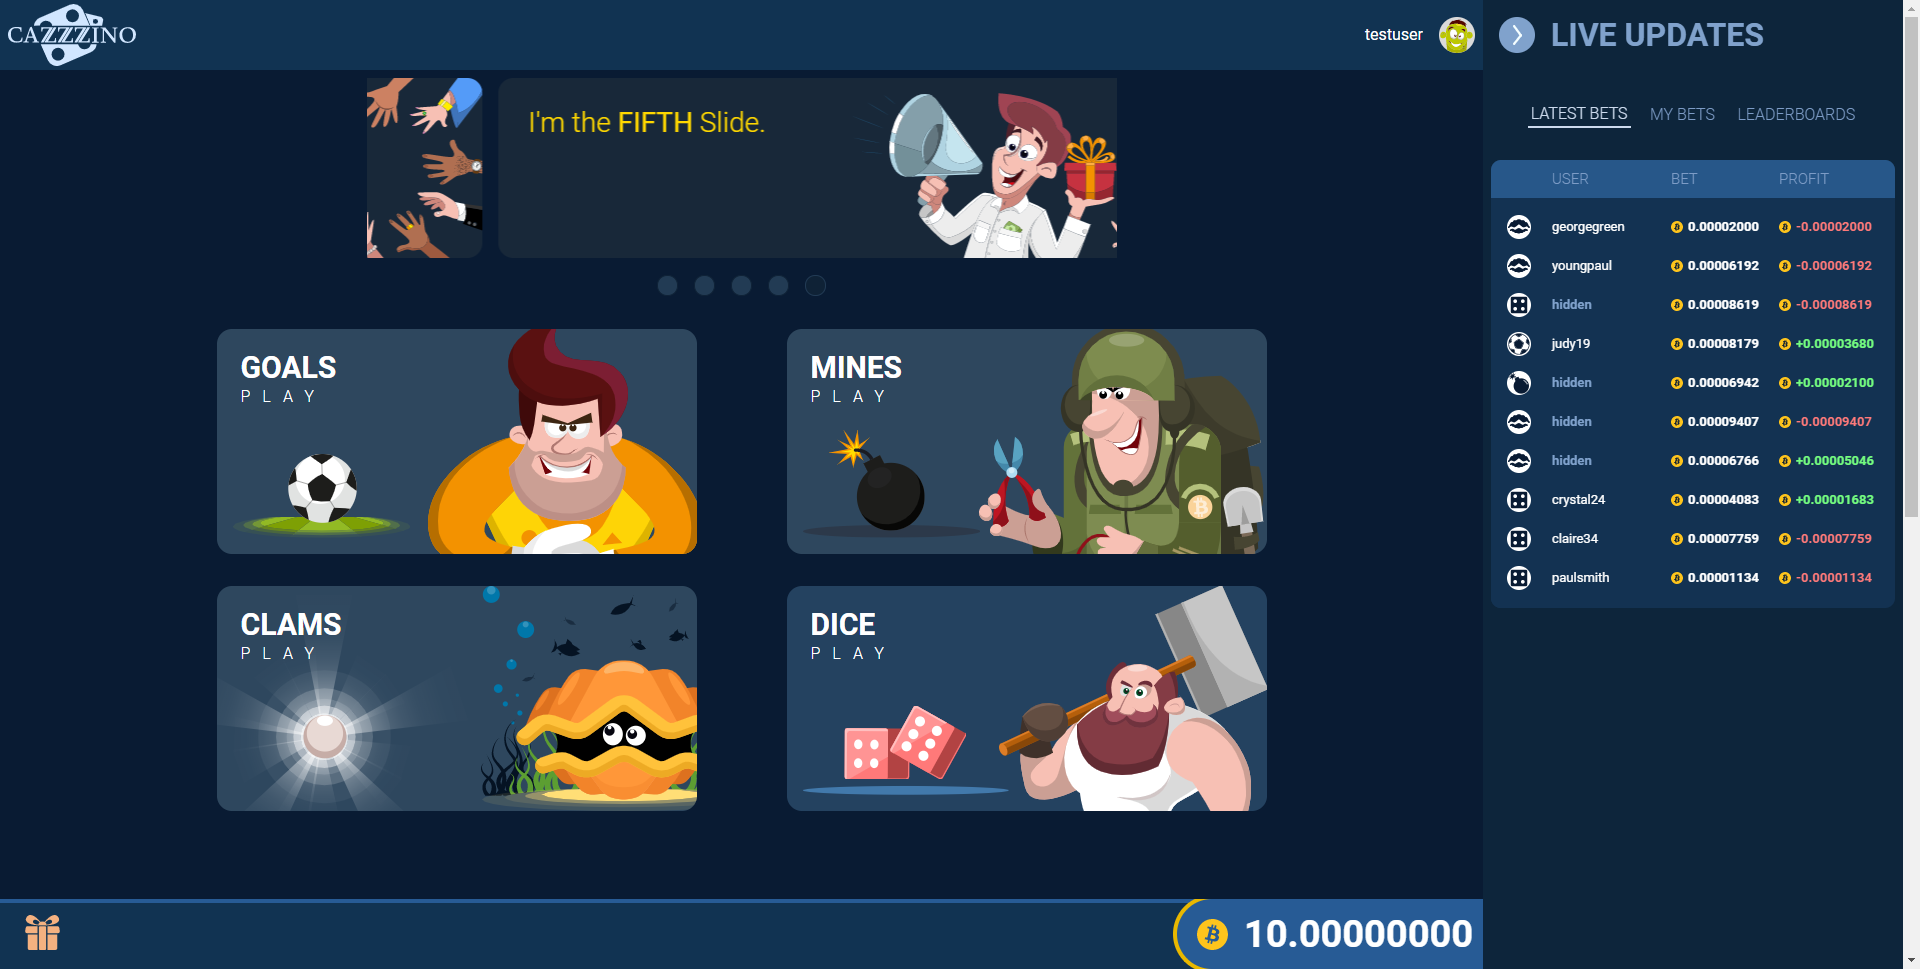 CAZZZINO
testuser
I'm the FIFTH Slide.
GOALS
PLAY
MINES
PLAY
CLAMS
PLAY
DICE
PLAY
10.00000000
LIVE UPDATES
LATEST BETS MY BETS LEADERBOARDS
USER BET PROFIT
georgegreen 0.00002000 -0.00002000
youngpaul 0.00006192 -0.00006192
hidden 0.00008619 -0.00008619
judy19 0.00008179 +0.00003680
hidden 0.00006942 +0.00002100
hidden 0.00009407 -0.00009407
hidden 0.00006766 +0.00005046
crystal24 0.00004083 +0.00001683
claire34 0.00007759 -0.00007759
paulsmith 0.00001134 -0.00001134